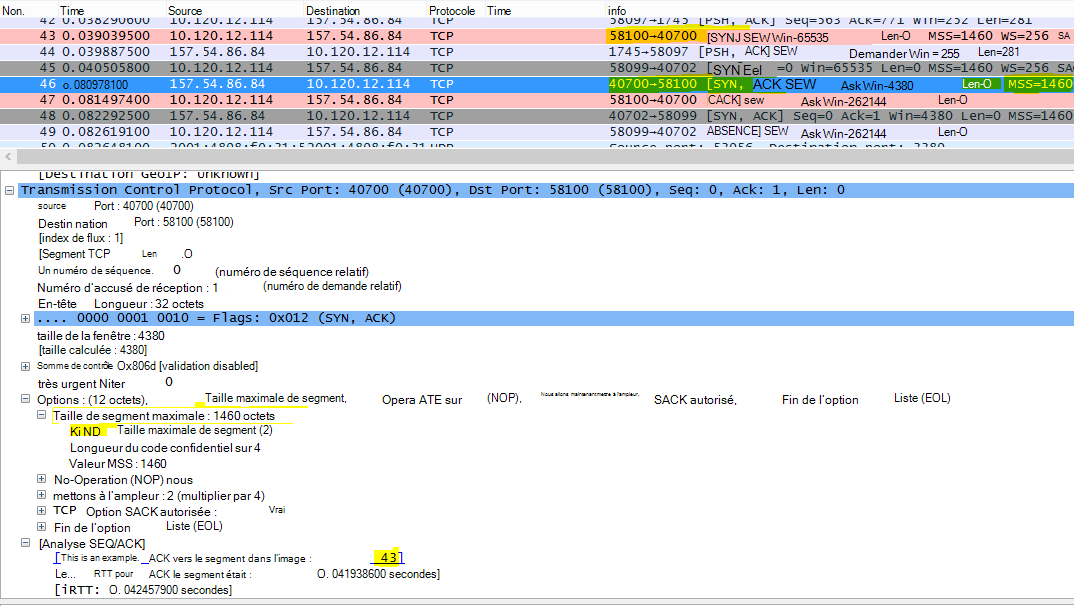 Non. Time Source Destination Protocole Time info
42 0.038290600 10.120.12.114 157.54.86.84 TCP 58097→1745 [PSH, ACK] Seq=563 Ack=771 Win=252 Len=281
43 0.039039500 10.120.12.114 157.54.86.84 TCP 58100→40700 [SYNJ SEW Win-65535 Len-O MSS=1460 SA
44 0.039887500 157.54.86.84 10.120.12.114 TCP 1745→58097 [PSH, ACK] SEW Demander Win = 255 Len=281
45 0.040505800 10.120.12.114 157.54.86.84 TCP 58099→40702 [SYN Eel =0 Win=65535 Len=0 MSS=1460 WS=256 SAC
46 o.080978100 157.54.86.84 10.120.12.114 TCP 40700→58100 [SYN, ACK SEW Ask Win-4380 Len-O MSS=1460
47 0.081497400 10.120.12.114 157.54.86.84 TCP 58100→40700 [CACK] sew Ask Win-262144 Len-O
48 0.082292500 157.54.86.84 10.120.12.114 TCP 40702→58099 [SYN, ACK] Seq=0 Ack=1 Win=4380 Len=0 MSS=1460
49 0.082619100 10.120.12.114 157.54.86.84 TCP 58099→40702 ABSENCE] SEW Ask Win-262144 Len-O
50 0.082648100 UDP Source port: 53056 Destination port: 3380
[Destination GeoIP: Unknown]
Transmission Control Protocol, Src Port: 40700 (40700), Dst Port: 58100 (58100), Seq: 0, Ack: 1, Len: 0
source Port : 40700 (40700)
Destin nation Port : 58100 (58100)
[index de flux : 1]
[Segment TCP Len .O
Un numéro de séquence. 0 (numéro de séquence relatif)
Numéro d'accusé de réception : 1 (numéro de demande relatif)
En-tête Longueur : 32 octets
.... 0000 0001 0010 = Flags: 0x012 (SYN, ACK)
taille de la fenêtre : 4380
[taille calculée : 4380]
Somme de contrôle Ox806d [validation disabled]
très urgent Niter 0
Options : (12 octets), Taille maximale de segment, Opera ATE sur (NOP), Nous allons maintenant mettre à l'ampleur, SACK autorisé, Fin de l'option Liste (EOL)
Taille de segment maximale : 1460 octets
Ki ND Taille maximale de segment (2)
Longueur du code confidentiel sur 4
Valeur MSS : 1460
No-Operation (NOP) nous
mettons à l'ampleur : 2 (multiplier par 4)
TCP Option SACK autorisée : Vrai
Fin de l'option Liste (EOL)
[Analyse SEQ/ACK]
[This is an example. ACK vers le segment dans l'image : 43]
Le... RTT pour ACK le segment était : O. 041938600 secondes]
[iRTT: O. 042457900 secondes]